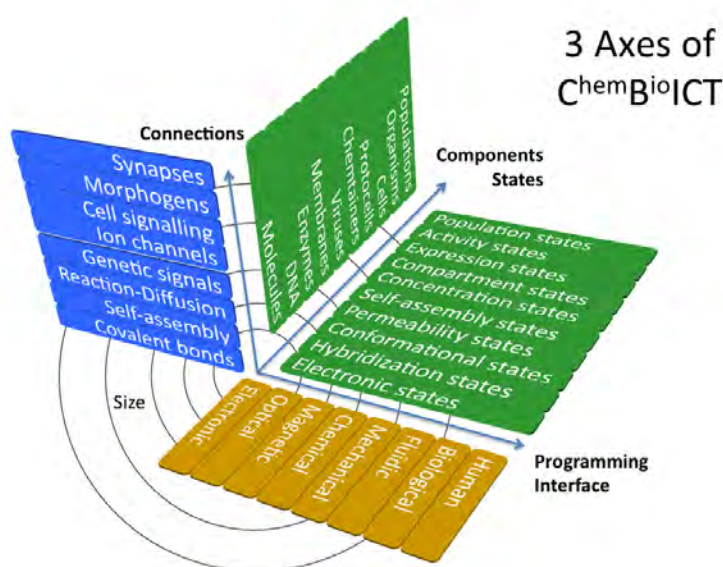 3 Axes of
ChemBioICT
Connections
Components
States
Synapses
Morphogens
Cell signalling
Ion channels
Genetic signals
Reaction-Diffusion
Self-assembly
Covalent bonds
Populations
Organisms
Cells
Protocells
Chemtainers
Viruses
Membranes
Enzymes
DNA
Molecules
Population states
Activity states
Expression states
Compartment states
Concentration states
Self-assembly states
Permeability states
Conformational states
Hybridization states
Electronic states
Size
Electronic
Optical
Magnetic
Chemical
Mechanical
Fluidic
Biological
Human
Programming
Interface